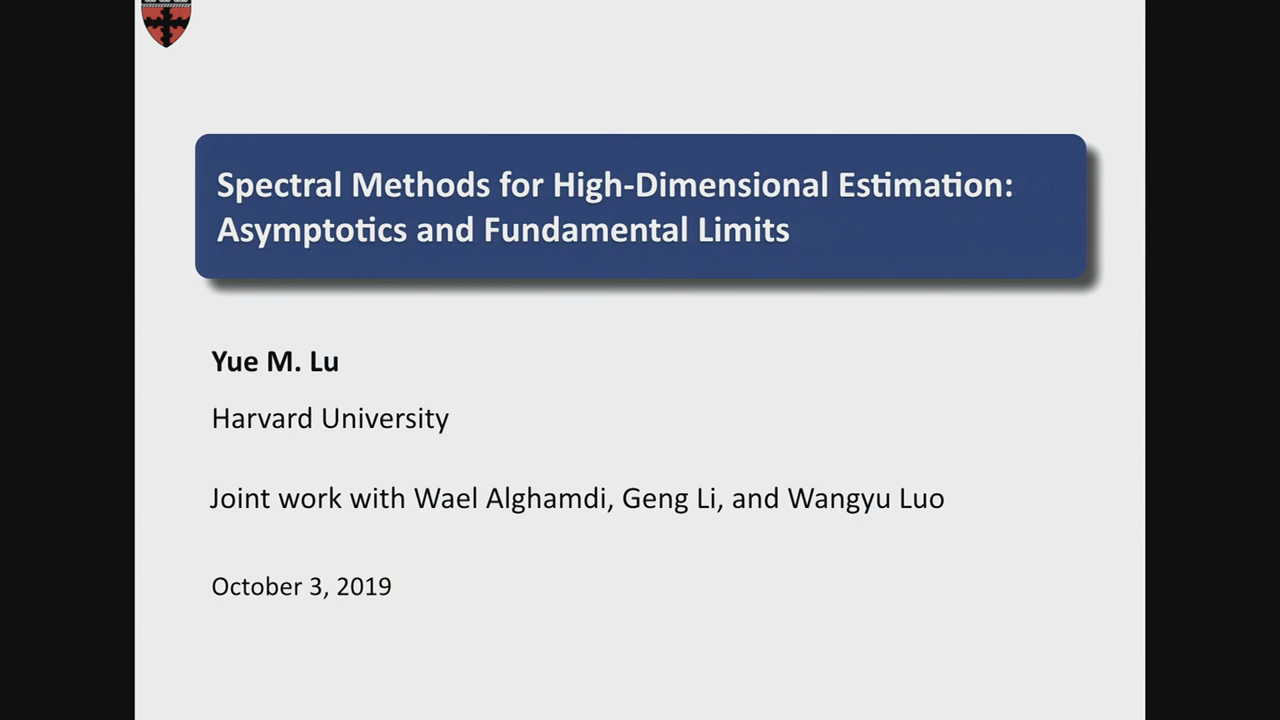 Spectral Methods for High-Dimensional Estimation:
Asymptotics and Fundamental Limits
Yue M. Lu
Harvard University
Joint work with Wael Alghamdi, Geng Li, and Wangyu Luo
October 3, 2019